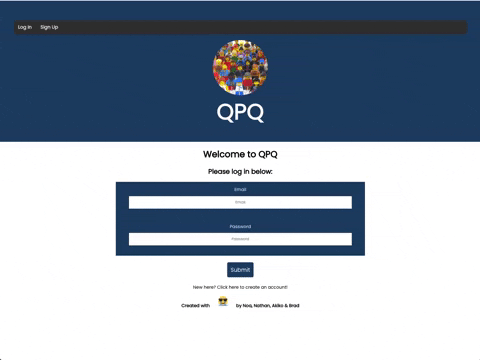 Log In Sign Up
QPQ
Welcome to QPQ
Please log in below:
Email
Email
Password
Password
Submit
New here? Click here to create an account!
Created with by Noa, Nathan, Akiko & Brad